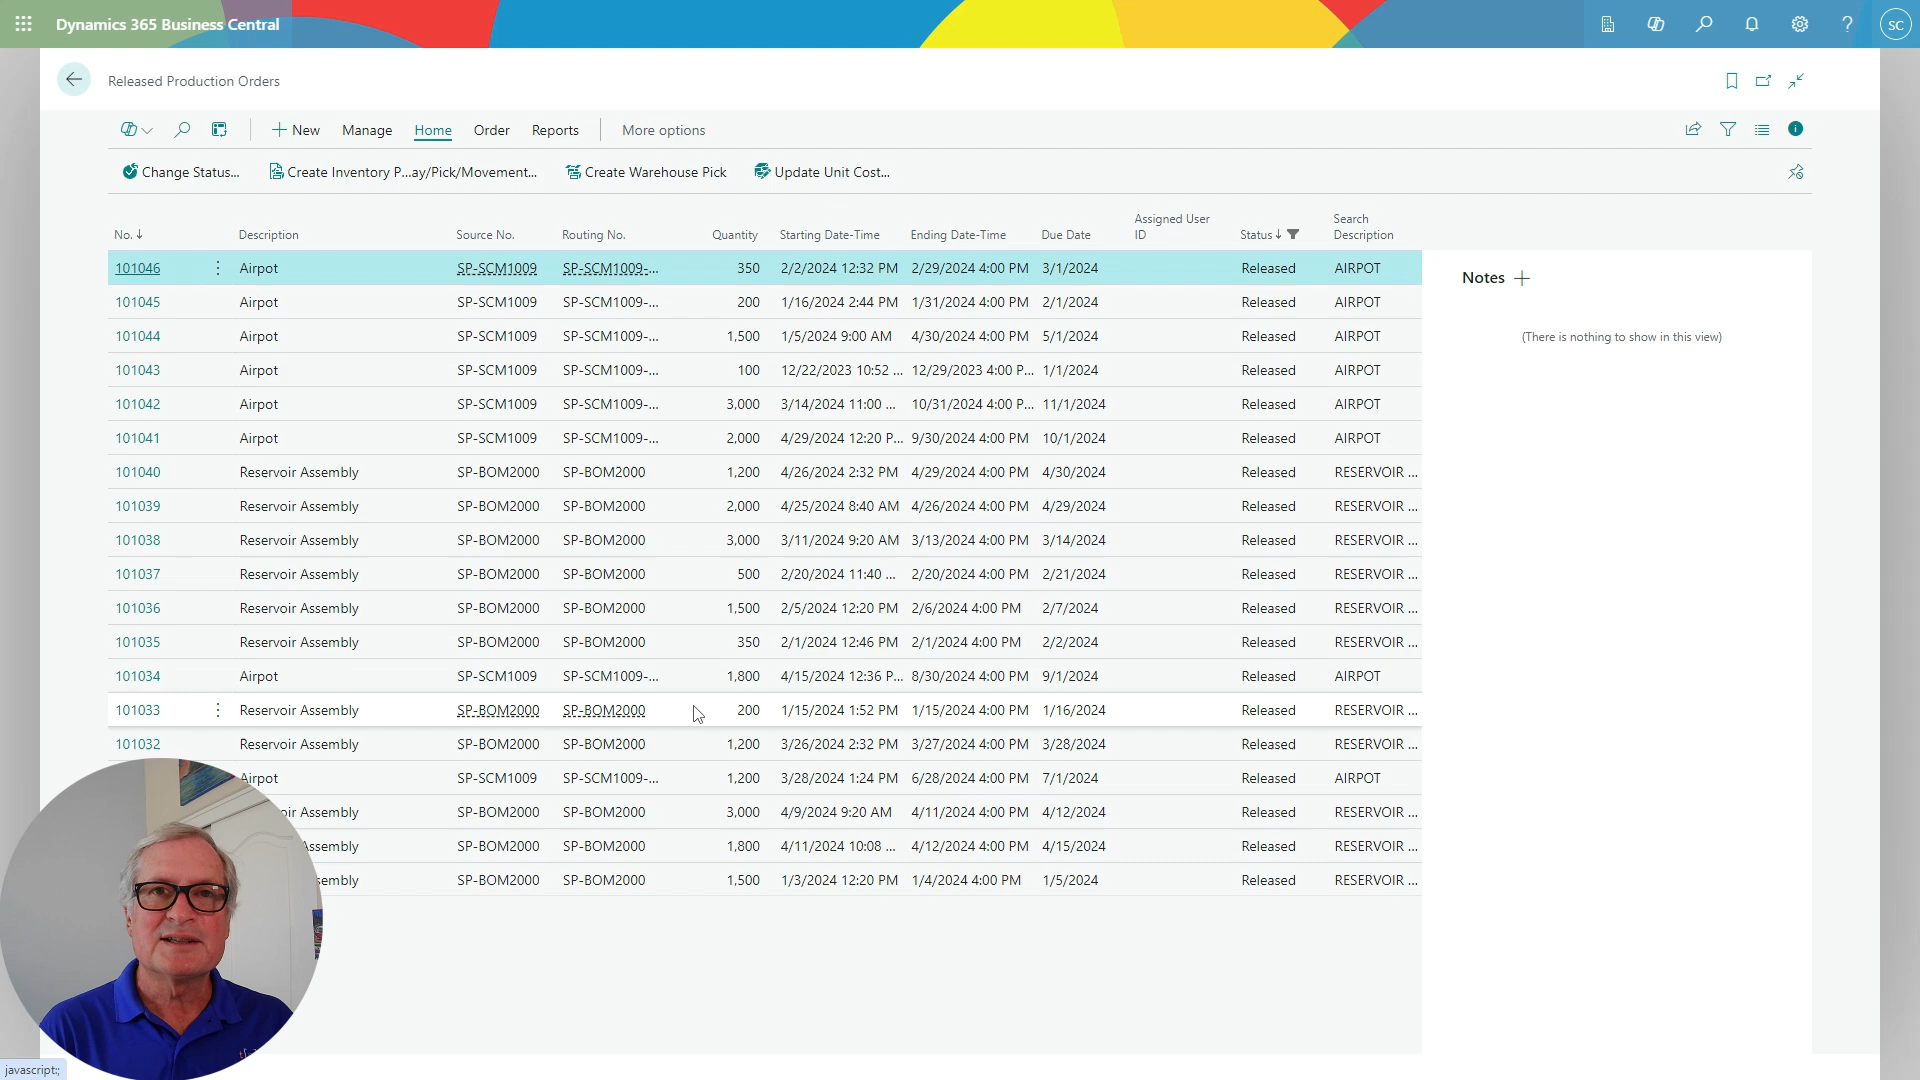 Dynamics 365 Business Central
SC
Released Production Orders
New Manage Home Order Reports More options
Change Status... Create Inventory P...ay/Pick/Movement... Create Warehouse Pick Update Unit Cost...
No. ↓ Description Source No. Routing No. Quantity Starting Date-Time Ending Date-Time Due Date Assigned User ID Status ↓ Search Description
101046 Airpot SP-SCM1009 SP-SCM1009-... 350 2/2/2024 12:32 PM 2/29/2024 4:00 PM 3/1/2024 Released AIRPOT
101045 Airpot SP-SCM1009 SP-SCM1009-... 200 1/16/2024 2:44 PM 1/31/2024 4:00 PM 2/1/2024 Released AIRPOT
101044 Airpot SP-SCM1009 SP-SCM1009-... 1,500 1/5/2024 9:00 AM 4/30/2024 4:00 PM 5/1/2024 Released AIRPOT
101043 Airpot SP-SCM1009 SP-SCM1009-... 100 12/22/2023 10:52 ... 12/29/2023 4:00 P... 1/1/2024 Released AIRPOT
101042 Airpot SP-SCM1009 SP-SCM1009-... 3,000 3/14/2024 11:00 ... 10/31/2024 4:00 P... 11/1/2024 Released AIRPOT
101041 Airpot SP-SCM1009 SP-SCM1009-... 2,000 4/29/2024 12:20 P... 9/30/2024 4:00 PM 10/1/2024 Released AIRPOT
101040 Reservoir Assembly SP-BOM2000 SP-BOM2000 1,200 4/26/2024 2:32 PM 4/29/2024 4:00 PM 4/30/2024 Released RESERVOIR ...
101039 Reservoir Assembly SP-BOM2000 SP-BOM2000 2,000 4/25/2024 8:40 AM 4/26/2024 4:00 PM 4/29/2024 Released RESERVOIR ...
101038 Reservoir Assembly SP-BOM2000 SP-BOM2000 3,000 3/11/2024 9:20 AM 3/13/2024 4:00 PM 3/14/2024 Released RESERVOIR ...
101037 Reservoir Assembly SP-BOM2000 SP-BOM2000 500 2/20/2024 11:40 ... 2/20/2024 4:00 PM 2/21/2024 Released RESERVOIR ...
101036 Reservoir Assembly SP-BOM2000 SP-BOM2000 1,500 2/5/2024 12:20 PM 2/6/2024 4:00 PM 2/7/2024 Released RESERVOIR ...
101035 Reservoir Assembly SP-BOM2000 SP-BOM2000 350 2/1/2024 12:46 PM 2/1/2024 4:00 PM 2/2/2024 Released RESERVOIR ...
101034 Airpot SP-SCM1009 SP-SCM1009-... 1,800 4/15/2024 12:36 P... 8/30/2024 4:00 PM 9/1/2024 Released AIRPOT
101033 Reservoir Assembly SP-BOM2000 SP-BOM2000 200 1/15/2024 1:52 PM 1/15/2024 4:00 PM 1/16/2024 Released RESERVOIR ...
101032 Reservoir Assembly SP-BOM2000 SP-BOM2000 1,200 3/26/2024 2:32 PM 3/27/2024 4:00 PM 3/28/2024 Released RESERVOIR ...
Airpot SP-SCM1009 SP-SCM1009-... 1,200 3/28/2024 1:24 PM 6/28/2024 4:00 PM 7/1/2024 Released AIRPOT
oir Assembly SP-BOM2000 SP-BOM2000 3,000 4/9/2024 9:20 AM 4/11/2024 4:00 PM 4/12/2024 Released RESERVOIR ...
Assembly SP-BOM2000 SP-BOM2000 1,800 4/11/2024 10:08 ... 4/12/2024 4:00 PM 4/15/2024 Released RESERVOIR ...
sembly SP-BOM2000 SP-BOM2000 1,500 1/3/2024 12:20 PM 1/4/2024 4:00 PM 1/5/2024 Released RESERVOIR ...
Notes
(There is nothing to show in this view)
javascript:;